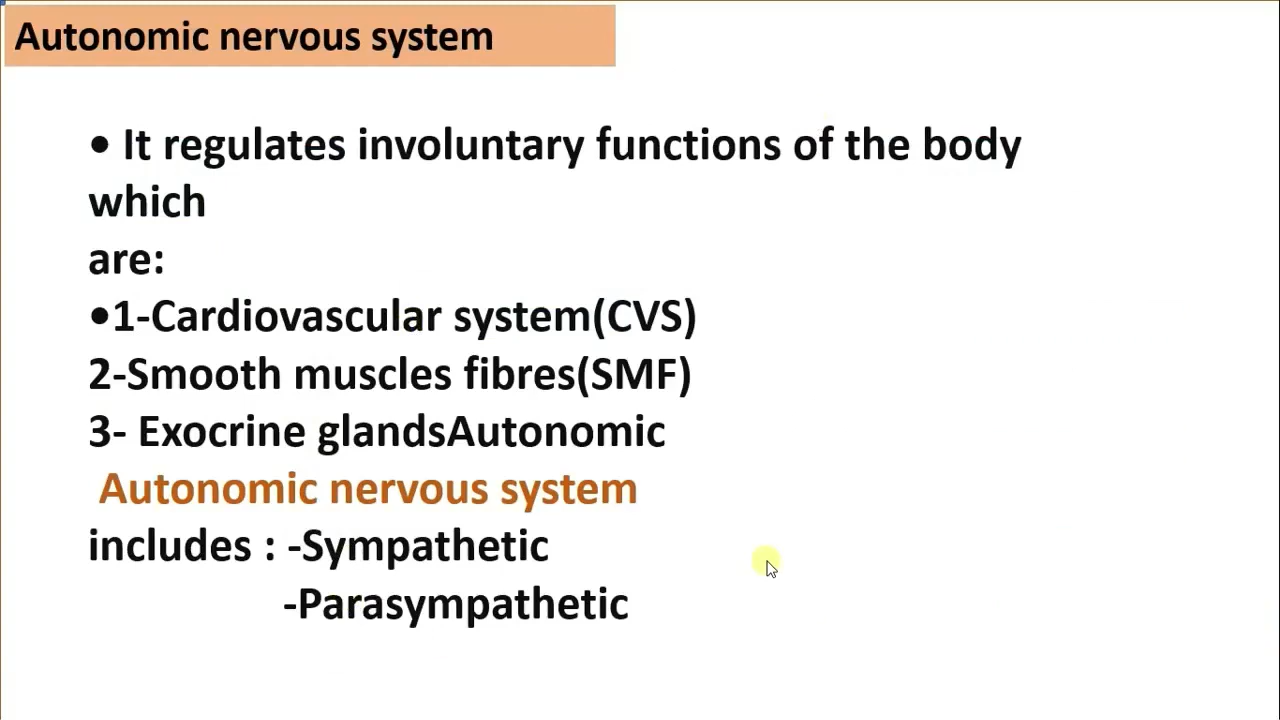 Autonomic nervous system
• It regulates involuntary functions of the body
which
are:
•1-Cardiovascular system(CVS)
2-Smooth muscles fibres(SMF)
3- Exocrine glandsAutonomic
Autonomic nervous system
includes : -Sympathetic
-Parasympathetic